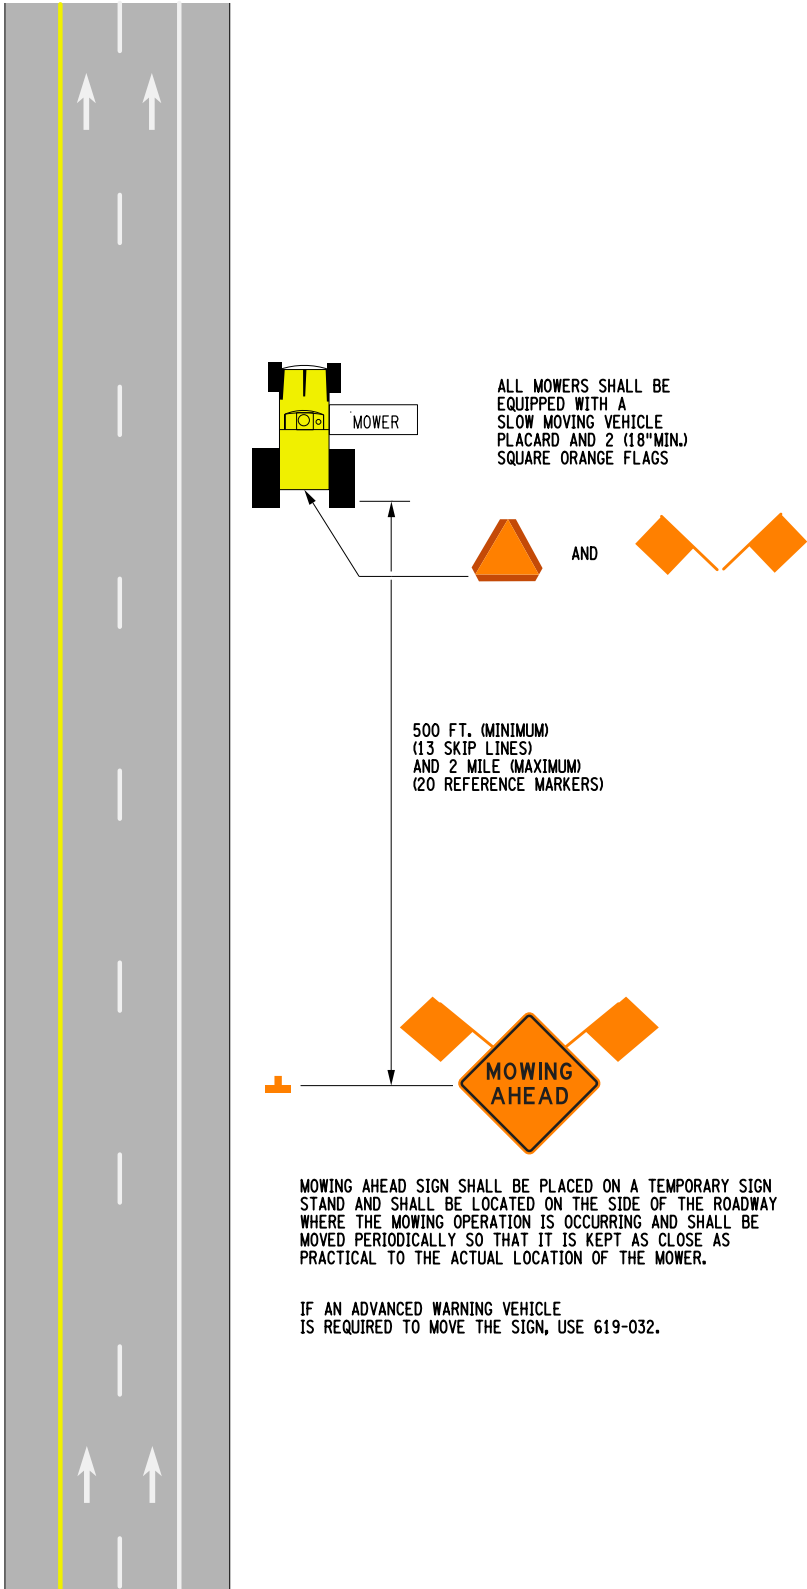 ALL MOWERS SHALL BE
EQUIPPED WITH A
SLOW MOVING VEHICLE
PLACARD AND 2 (18"MIN.)
SQUARE ORANGE FLAGS
MOWER
AND
500 FT. (MINIMUM)
(13 SKIP LINES)
AND 2 MILE (MAXIMUM)
(20 REFERENCE MARKERS)
MOWING
AHEAD
MOWING AHEAD SIGN SHALL BE PLACED ON A TEMPORARY SIGN
STAND AND SHALL BE LOCATED ON THE SIDE OF THE ROADWAY
WHERE THE MOWING OPERATION IS OCCURRING AND SHALL BE
MOVED PERIODICALLY SO THAT IT IS KEPT AS CLOSE AS
PRACTICAL TO THE ACTUAL LOCATION OF THE MOWER.
IF AN ADVANCED WARNING VEHICLE
IS REQUIRED TO MOVE THE SIGN, USE 619-032.